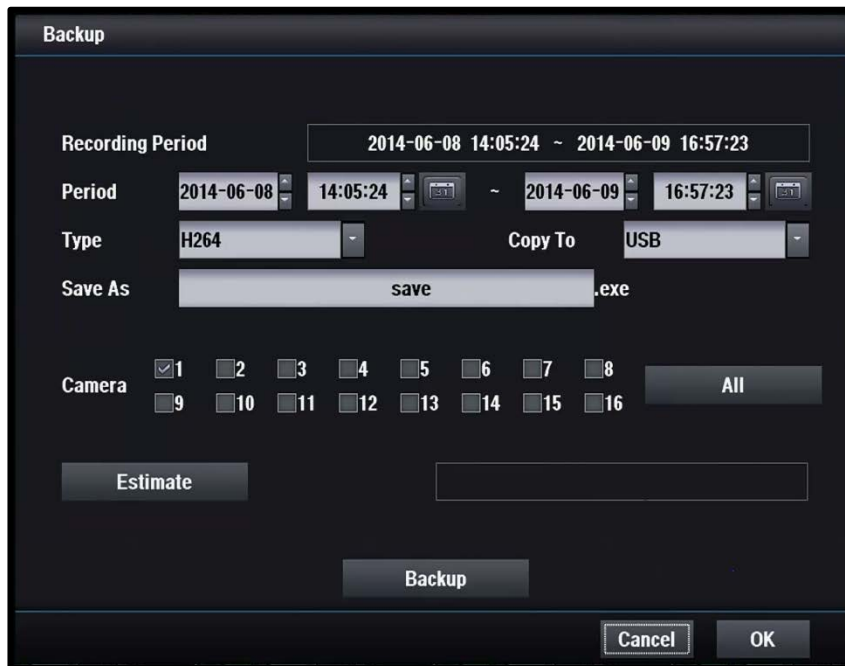 Backup
Recording Period 2014-06-08 14:05:24 ~ 2014-06-09 16:57:23
Period 2014-06-08 14:05:24 31 ~ 2014-06-09 16:57:23 31
Type H264 Copy To USB
Save As save .exe
Camera 1 2 3 4 5 6 7 8 All
9 10 11 12 13 14 15 16
Estimate
Backup
Cancel OK